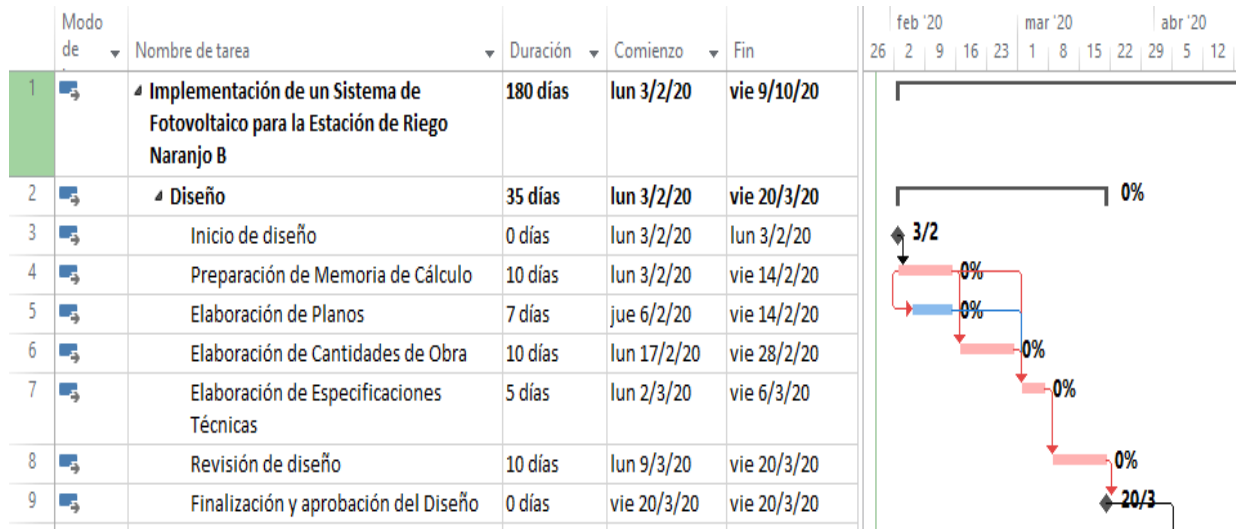 Modo
de
Nombre de tarea Duración Comienzo Fin
feb '20 mar '20 abr '20
26 2 9 16 23 1 8 15 22 29 5 12
1 Implementación de un Sistema de 180 días lun 3/2/20 vie 9/10/20
Fotovoltaico para la Estación de Riego
Naranjo B
2 Diseño 35 días lun 3/2/20 vie 20/3/20 0%
3 Inicio de diseño 0 días lun 3/2/20 lun 3/2/20 3/2
4 Preparación de Memoria de Cálculo 10 días lun 3/2/20 vie 14/2/20 0%
5 Elaboración de Planos 7 días jue 6/2/20 vie 14/2/20 0%
6 Elaboración de Cantidades de Obra 10 días lun 17/2/20 vie 28/2/20 0%
7 Elaboración de Especificaciones 5 días lun 2/3/20 vie 6/3/20 0%
Técnicas
8 Revisión de diseño 10 días lun 9/3/20 vie 20/3/20 0%
9 Finalización y aprobación del Diseño 0 días vie 20/3/20 vie 20/3/20 20/3